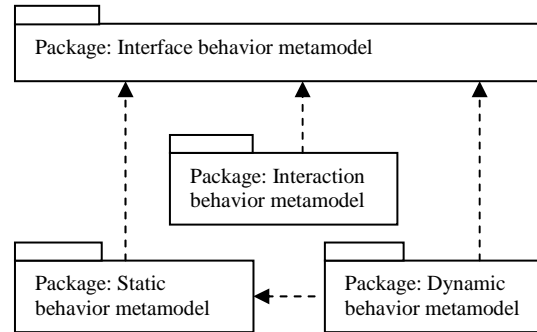 Package: Interface behavior metamodel
Package: Interaction
behavior metamodel
Package: Static
behavior metamodel
Package: Dynamic
behavior metamodel